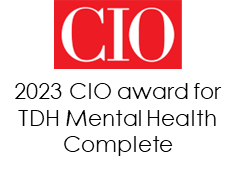 CIO
2023 CIO award for
TDH Mental Health
Complete